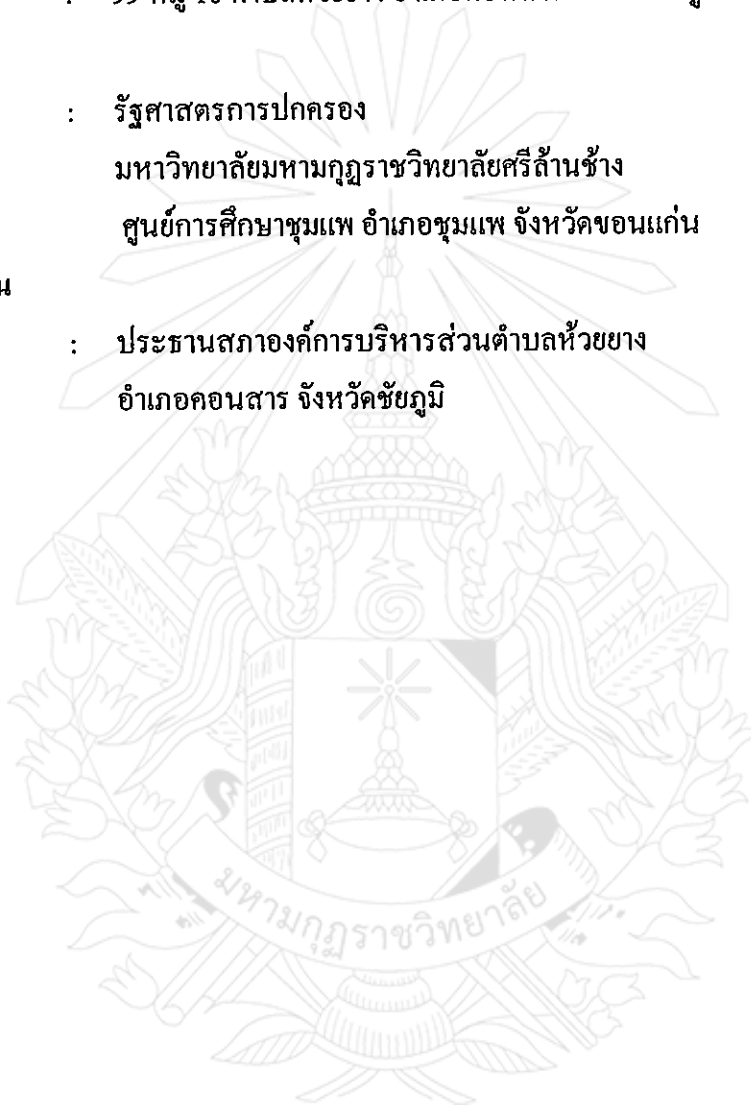 : รัฐศาสตรการปกครอง
มหาวิทยาลัยมหามกุฏราชวิทยาลัยศรีล้านช้าง
ศูนย์การศึกษาชุมแพ อำเภอชุมแพ จังหวัดขอนแก่น
น
: ประธานสภาองค์การบริหารส่วนตำบลห้วยยาง
อำเภอคอนสาร จังหวัดชัยภูมิ
มหามกุฏราชวิทยาลัย